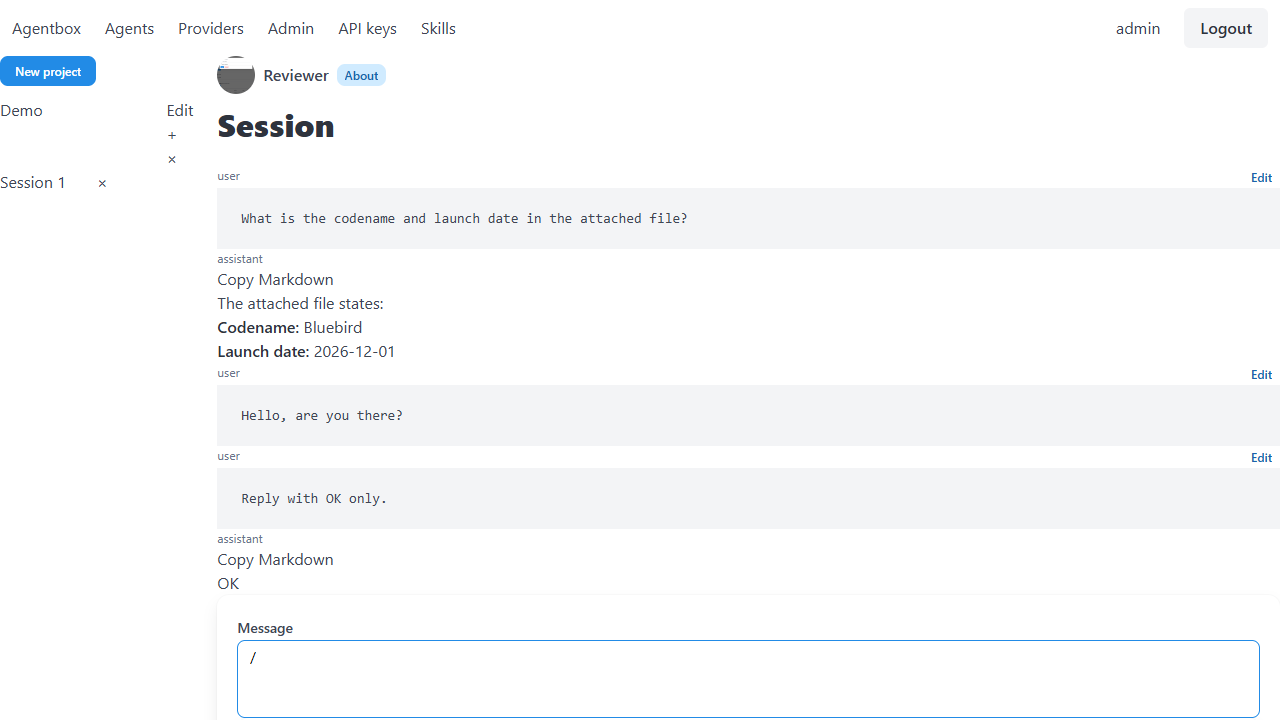 Agentbox Agents Providers Admin API keys Skills admin Logout
New project
Demo Edit
+
×
Session 1 ×
Reviewer About
Session
user Edit
What is the codename and launch date in the attached file?
assistant
Copy Markdown
The attached file states:
Codename: Bluebird
Launch date: 2026-12-01
user Edit
Hello, are you there?
user Edit
Reply with OK only.
assistant
Copy Markdown
OK
Message
/